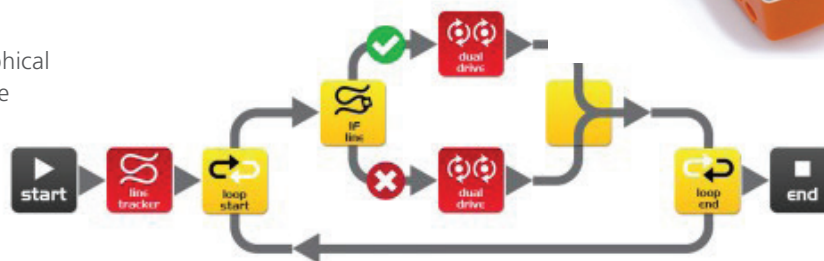 phical
e
dual
drive
IF
line
start
line
tracker
loop
start
dual
drive
loop
end
end